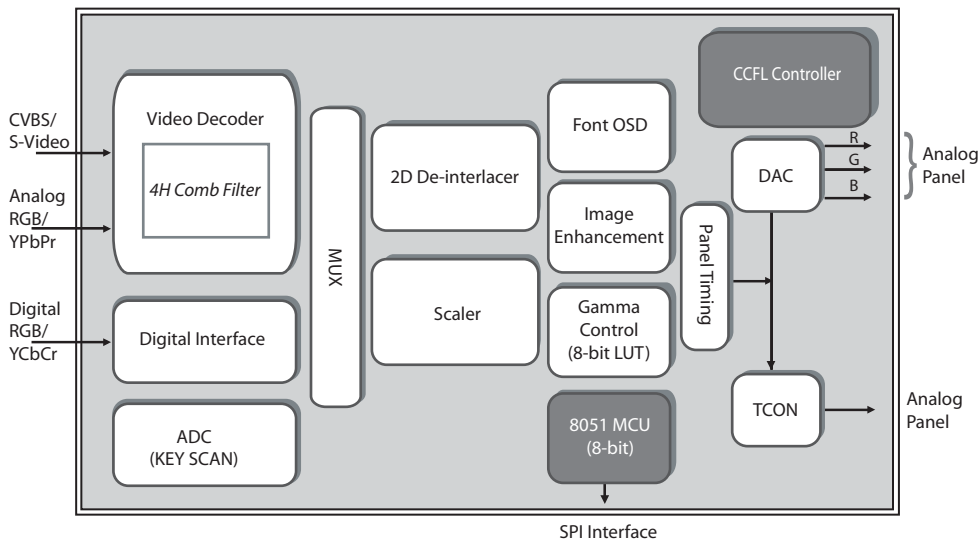 CCFL Controller
CVBS/
S-Video
Video Decoder
4H Comb Filter
Analog
RGB/
YPbPr
Digital
RGB/
YCbCr
Digital Interface
ADC
(KEY SCAN)
MUX
2D De-interlacer
Scaler
Font OSD
Image
Enhancement
Gamma
Control
(8-bit LUT)
8051 MCU
(8-bit)
SPI Interface
Panel Timing
DAC
R
G
B
Analog
Panel
TCON
Analog
Panel